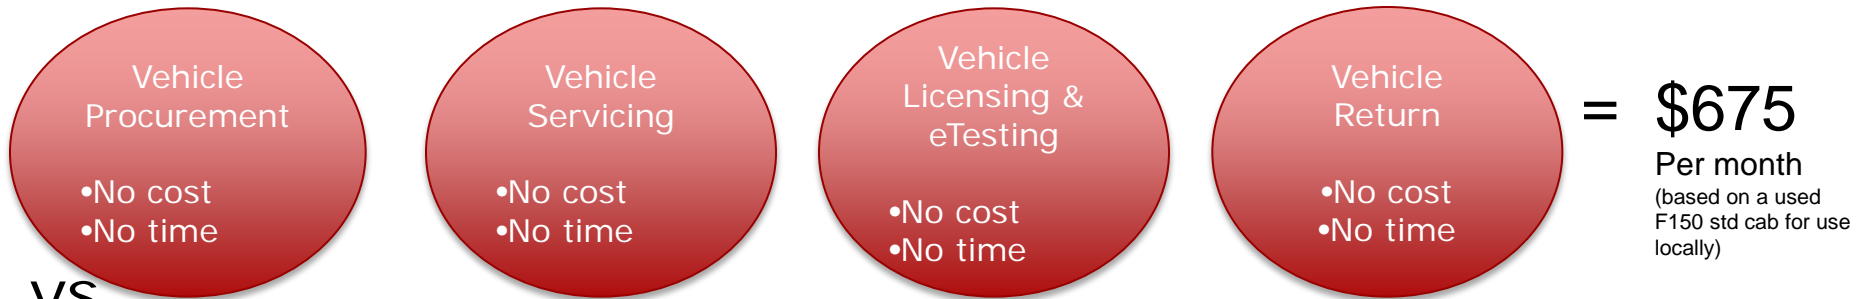 Vehicle
Procurement
•No cost
•No time
Vehicle
Servicing
•No cost
•No time
Vehicle
Licensing &
eTesting
•No cost
•No time
Vehicle
Return
•No cost
•No time
= $675
Per month
(based on a used
F150 std cab for use
locally)
vs